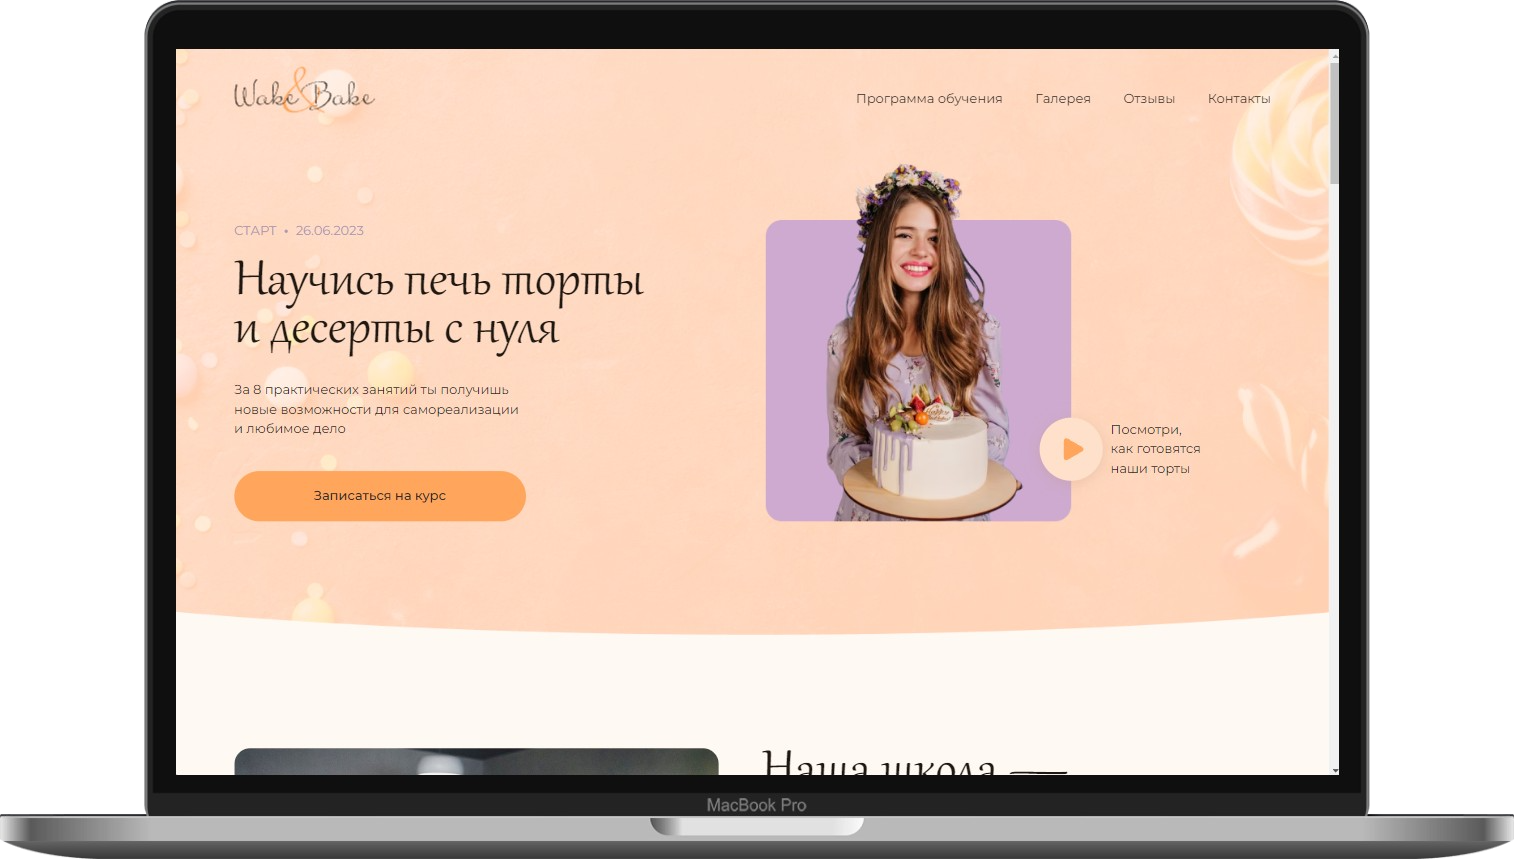 Wake & Bake
Программа обучения Галерея Отзывы Контакты
СТАРТ • 26.06.2023
Научись печь торты
и десерты с нуля
За 8 практических занятий ты получишь
новые возможности для самореализации
и любимое дело
Записаться на курс
Посмотри,
как готовятся
наши торты
Наша школа —
MacBook Pro